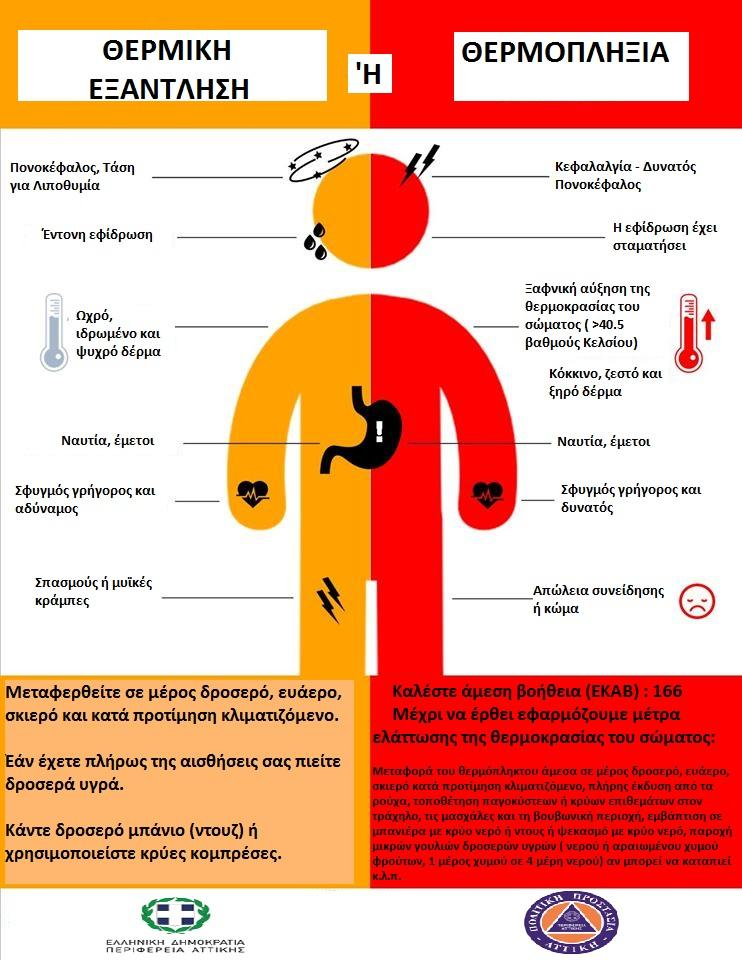 ΘΕΡΜΙΚΗ
ΕΞΑΝΤΛΗΣΗ
'Η
ΘΕΡΜΟΠΛΗΞΙΑ
Πονοκέφαλος, Τάση
για Λιποθυμία
Έντονη εφίδρωση
Ωχρό,
ιδρωμένο και
ψυχρό δέρμα
Ναυτία, έμετοι
Σφυγμός γρήγορος και
αδύναμος
Σπασμούς ή μυϊκές
κράμπες
Κεφαλαλγία - Δυνατός
Πονοκέφαλος
Η εφίδρωση έχει
σταματήσει
Ξαφνική αύξηση της
θερμοκρασίας του
σώματος ( >40.5
βαθμούς Κελσίου)
Κόκκινο, ζεστό και
ξηρό δέρμα
!
Ναυτία, έμετοι
Σφυγμός γρήγορος και
δυνατός
Απώλεια συνείδησης
ή κώμα
Μεταφερθείτε σε μέρος δροσερό, ευάερο,
σκιερό και κατά προτίμηση κλιματιζόμενο.
Έάν έχετε πλήρως της αισθήσεις σας πιείτε
δροσερά υγρά.
Κάντε δροσερό μπάνιο (ντουζ) ή
χρησιμοποιείστε κρύες κομπρέσες.
Καλέστε άμεση βοήθεια (ΕΚΑΒ) : 166
Μέχρι να έρθει εφαρμόζουμε μέτρα
ελάττωσης της θερμοκρασίας του σώματος:
Μεταφορά του θερμόπληκτου άμεσα σε μέρος δροσερό, ευάερο,
σκιερό κατά προτίμηση κλιματιζόμενο, πλήρης έκδυση από τα
ρούχα, τοποθέτηση παγοκύστεων ή κρύων επιθεμάτων στον
τράχηλο, τις μασχάλες και τη βουβωνική περιοχή, εμβάπτιση σε
μπανιέρα με κρύο νερό ή ντους ή ψεκασμό με κρύο νερό, παροχή
μικρών γουλιών δροσερών υγρών ( νερού ή αραιωμένου χυμού
φρούτων, 1 μέρος χυμού σε 4 μέρη νερού) αν μπορεί να καταπιεί
κ.λ.π.
ΕΛΛΗΝΙΚΗ ΔΗΜΟΚΡΑΤΙΑ
ΠΕΡΙΦΕΡΕΙΑ ΑΤΤΙΚΗΣ
ΠΟΛΙΤΙΚΗ ΠΡΟΣΤΑΣΙΑ
ΠΕΡΙΦΕΡΕΙΑ
ΑΤΤΙΚΗΣ
ΑΤΤΙΚΗΣ